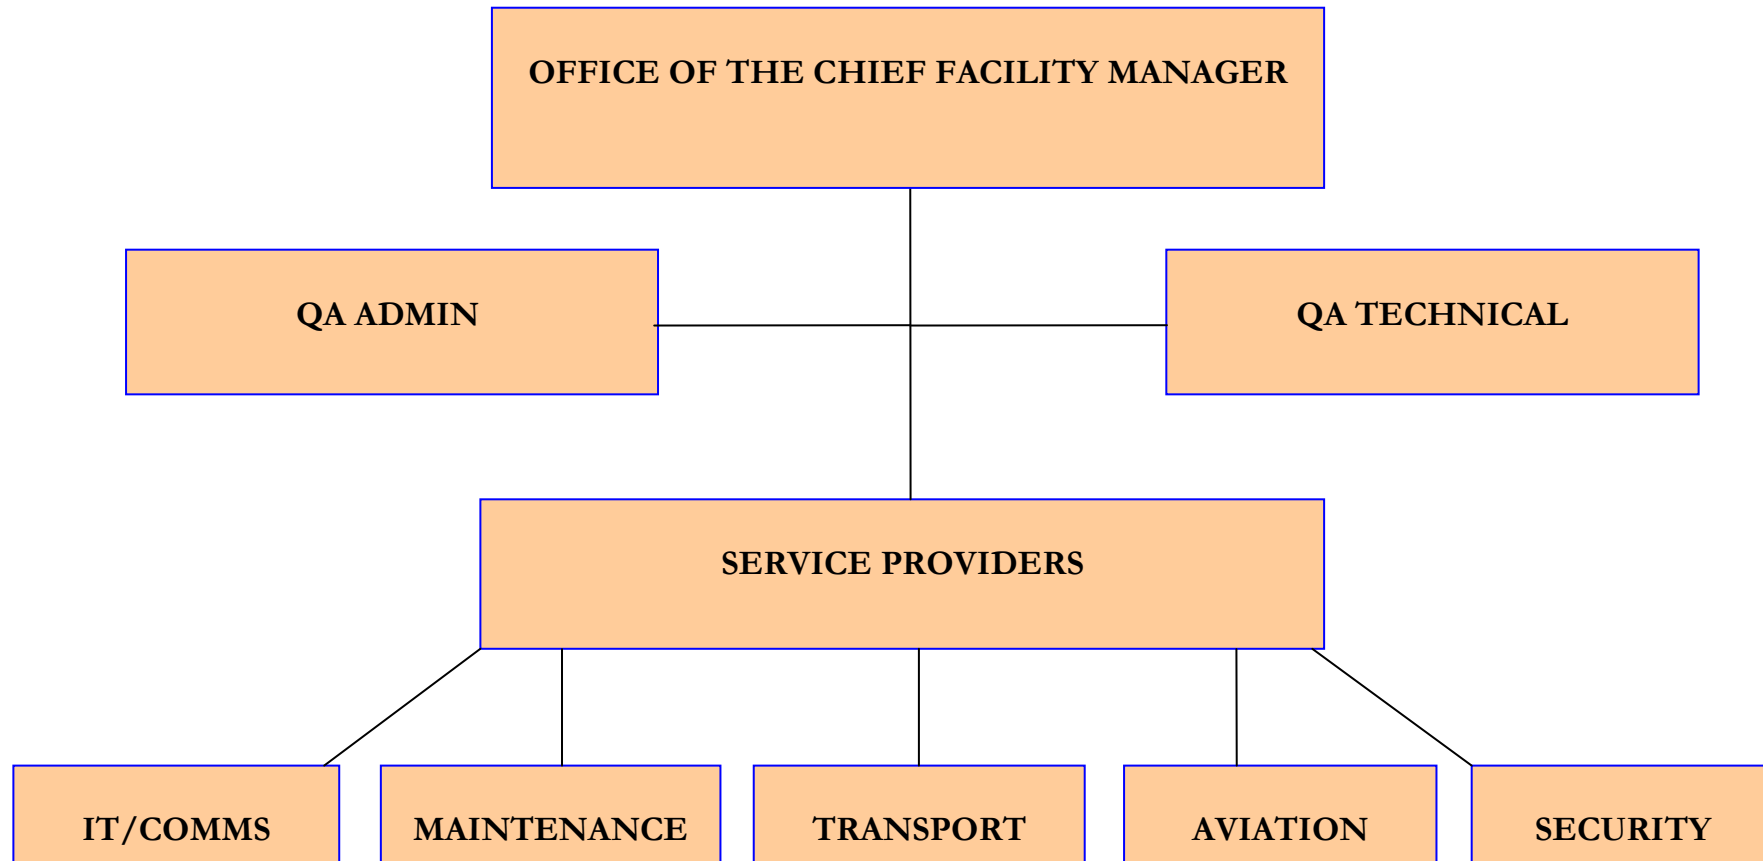 OFFICE OF THE CHIEF FACILITY MANAGER
QA ADMIN
QA TECHNICAL
SERVICE PROVIDERS
IT/COMMS
MAINTENANCE
TRANSPORT
AVIATION
SECURITY